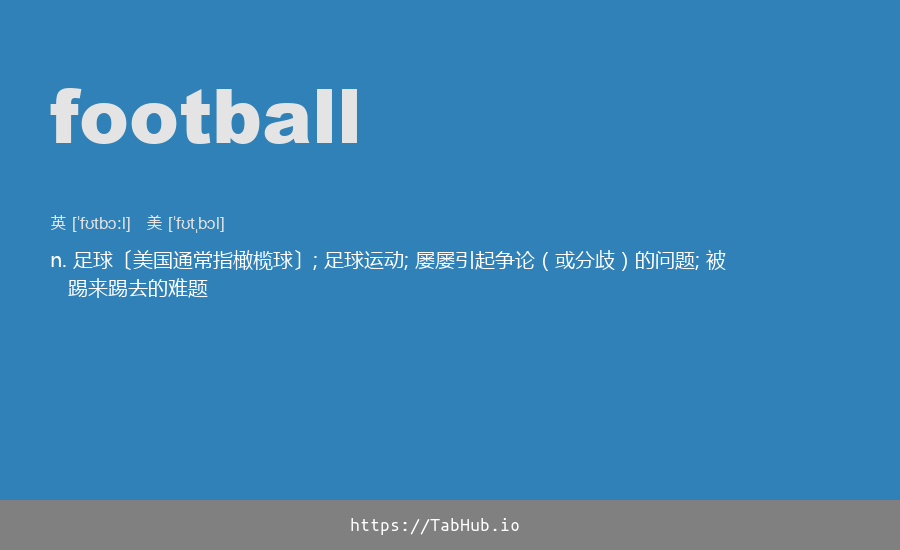 football
英 [ˈfʊtbɔːl] 美 [ˈfʊtˌbɔl]
n. 足球〔美国通常指橄榄球〕; 足球运动; 屡屡引起争论（或分歧）的问题; 被
踢来踢去的难题
https://TabHub.io